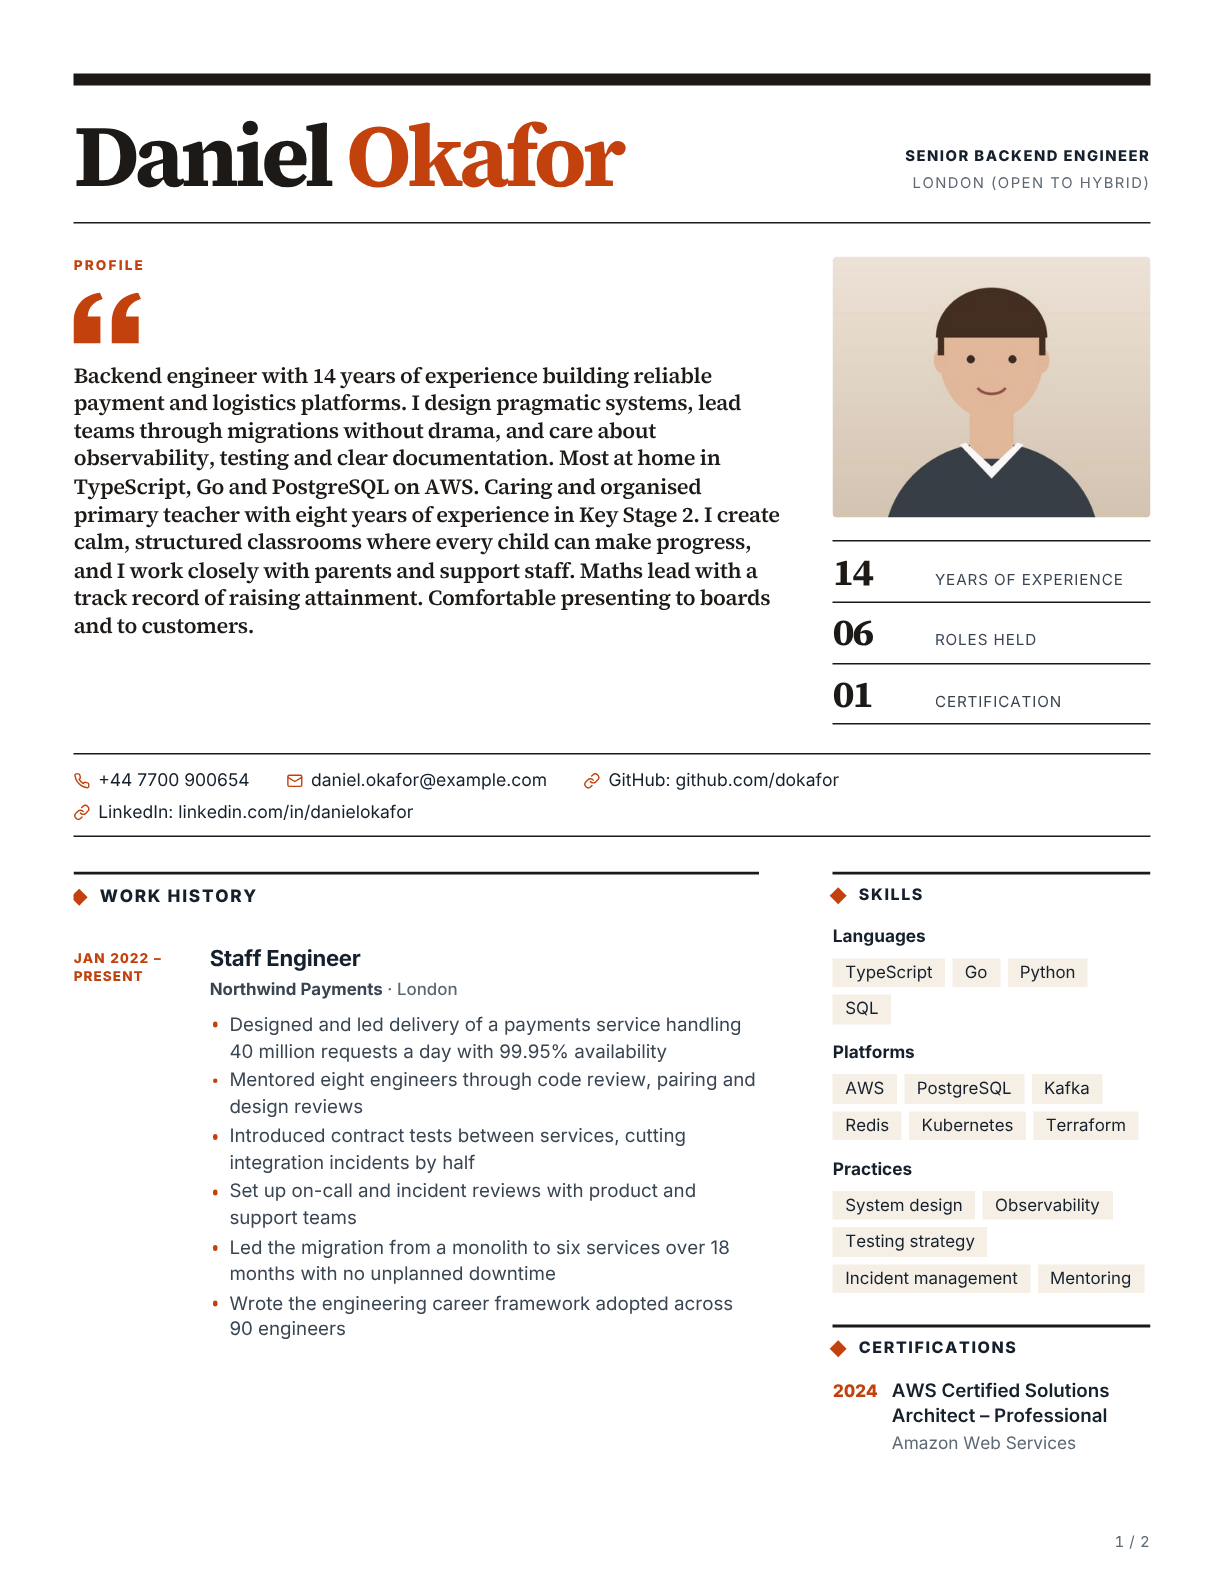 Daniel Okafor
SENIOR BACKEND ENGINEER
LONDON (OPEN TO HYBRID)
PROFILE
“
Backend engineer with 14 years of experience building reliable
payment and logistics platforms. I design pragmatic systems, lead
teams through migrations without drama, and care about
observability, testing and clear documentation. Most at home in
TypeScript, Go and PostgreSQL on AWS. Caring and organised
primary teacher with eight years of experience in Key Stage 2. I create
calm, structured classrooms where every child can make progress,
and I work closely with parents and support staff. Maths lead with a
track record of raising attainment. Comfortable presenting to boards
and to customers.
14 YEARS OF EXPERIENCE
06 ROLES HELD
01 CERTIFICATION
+44 7700 900654 daniel.okafor@example.com GitHub: github.com/dokafor
LinkedIn: linkedin.com/in/danielokafor
WORK HISTORY
JAN 2022 –
PRESENT
Staff Engineer
Northwind Payments · London
• Designed and led delivery of a payments service handling
40 million requests a day with 99.95% availability
• Mentored eight engineers through code review, pairing and
design reviews
• Introduced contract tests between services, cutting
integration incidents by half
• Set up on-call and incident reviews with product and
support teams
• Led the migration from a monolith to six services over 18
months with no unplanned downtime
• Wrote the engineering career framework adopted across
90 engineers
SKILLS
Languages
TypeScript Go Python
SQL
Platforms
AWS PostgreSQL Kafka
Redis Kubernetes Terraform
Practices
System design Observability
Testing strategy
Incident management Mentoring
CERTIFICATIONS
2024 AWS Certified Solutions
Architect – Professional
Amazon Web Services
1 / 2